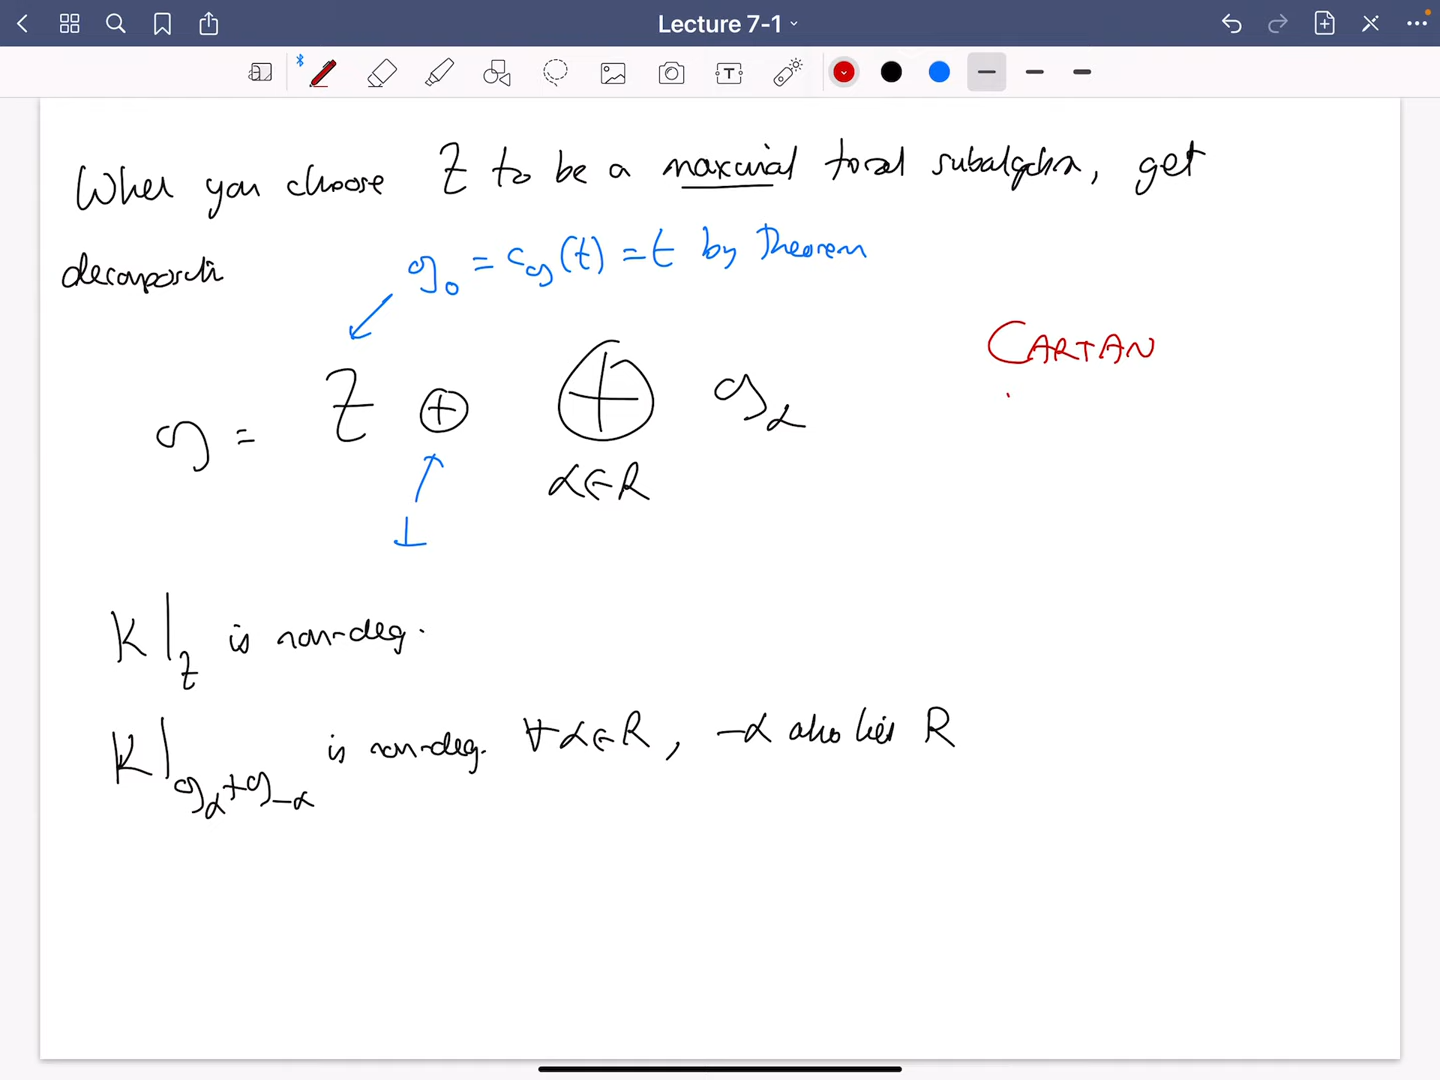 Lecture 7-1
When you choose t to be a maximal toral subalgebra, get
decomposition
g₀ = c_g(t) = t by Theorem
CARTAN
g = t ⊕ ⊕ g_α
α∈R
⊥
K|_t is non-deg.
K|_{g_α+g_{-α}} is non-deg. ∀α∈R, -α also lies R